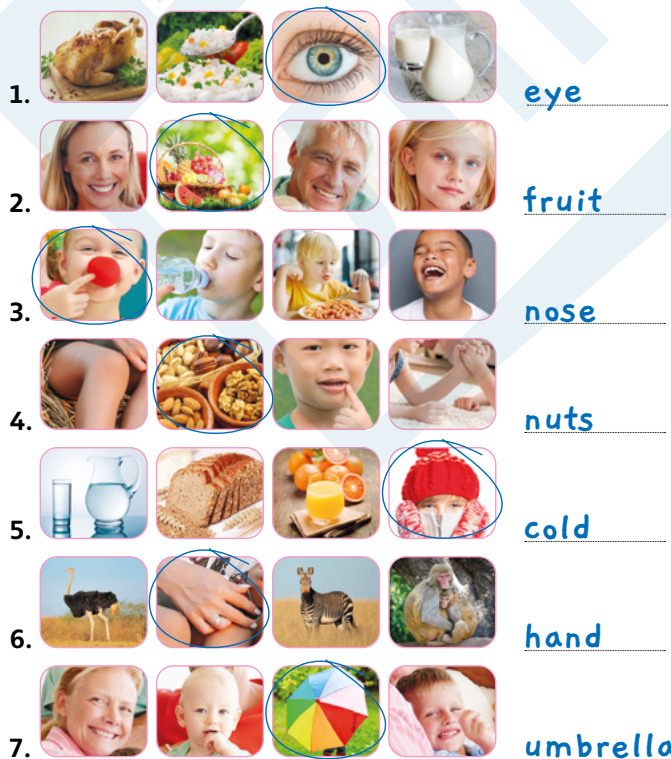 1. eye
2. fruit
3. nose
4. nuts
5. cold
6. hand
7. umbrella